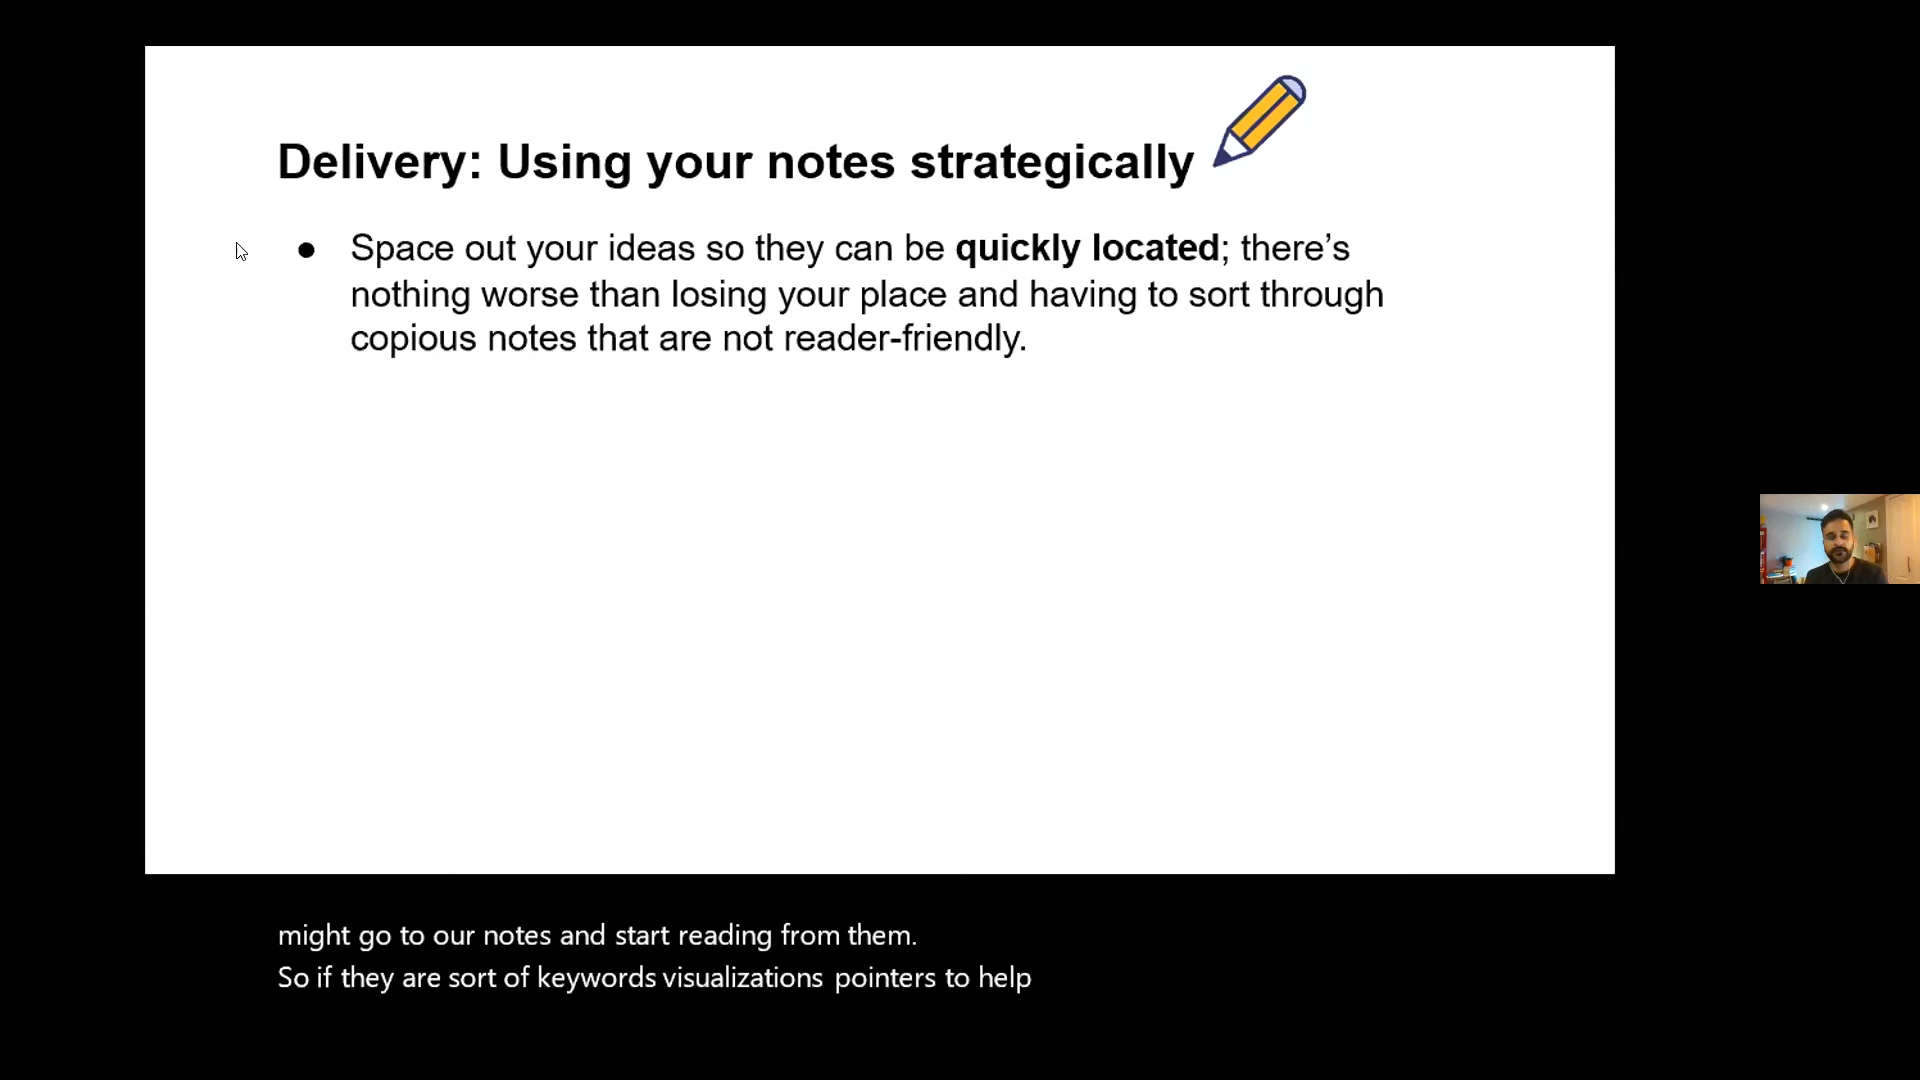 Delivery: Using your notes strategically
● Space out your ideas so they can be quickly located; there’s
nothing worse than losing your place and having to sort through
copious notes that are not reader-friendly.
might go to our notes and start reading from them.
So if they are sort of keywords visualizations pointers to help